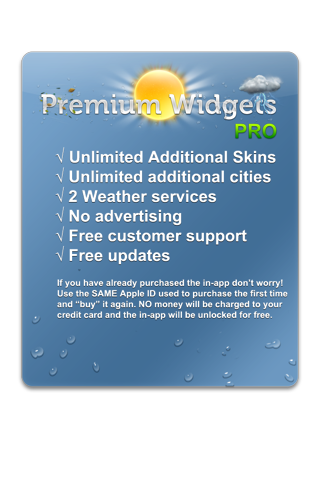 Premium Widgets
PRO
√ Unlimited Additional Skins
√ Unlimited additional cities
√ 2 Weather services
√ No advertising
√ Free customer support
√ Free updates
If you have already purchased the in-app don't worry!
Use the SAME Apple ID used to purchase the first time
and “buy” it again. NO money will be charged to your
credit card and the in-app will be unlocked for free.